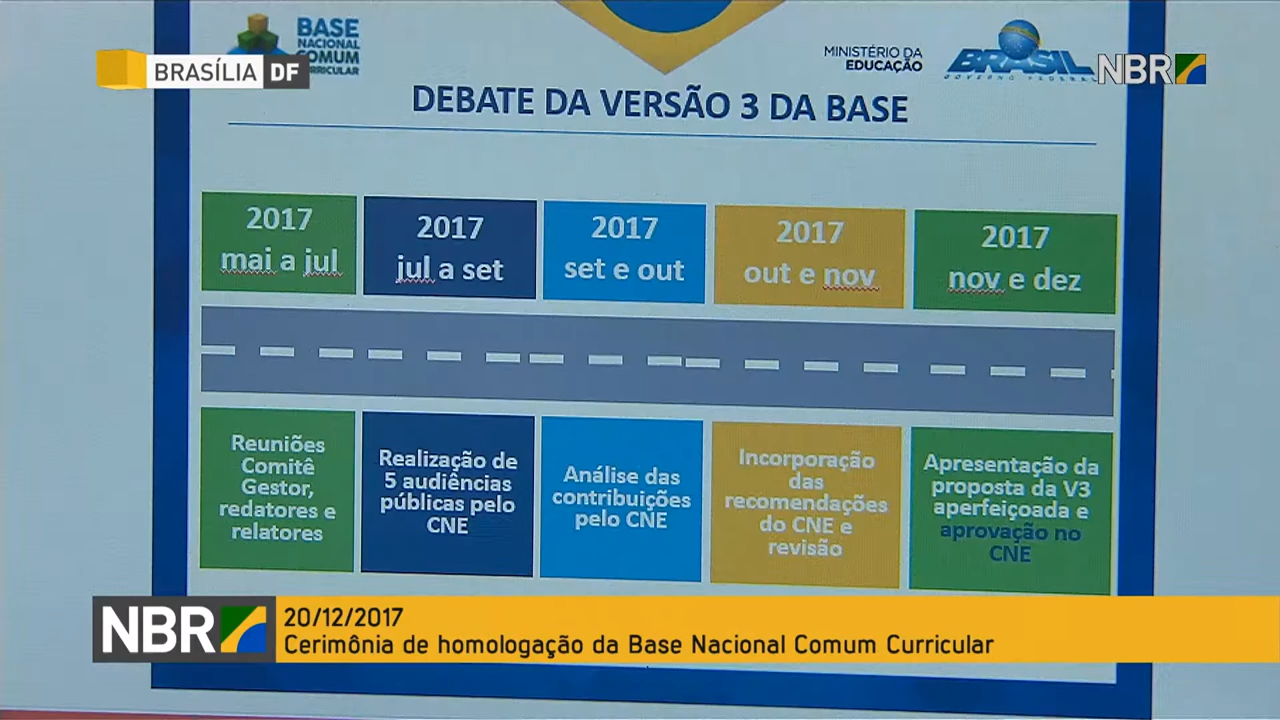 BASE
NACIONAL
COMUM
CURRICULAR
BRASÍLIA DF
MINISTÉRIO DA
EDUCAÇÃO
BRASIL
GOVERNO FEDERAL
NBR
DEBATE DA VERSÃO 3 DA BASE
2017
mai a jul
2017
jul a set
2017
set e out
2017
out e nov
2017
nov e dez
Reuniões
Comitê
Gestor,
redatores e
relatores
Realização de
5 audiências
públicas pelo
CNE
Análise das
contribuições
pelo CNE
Incorporação
das
recomendações
do CNE e
revisão
Apresentação da
proposta da V3
aperfeiçoada e
aprovação no
CNE
NBR
20/12/2017
Cerimônia de homologação da Base Nacional Comum Curricular